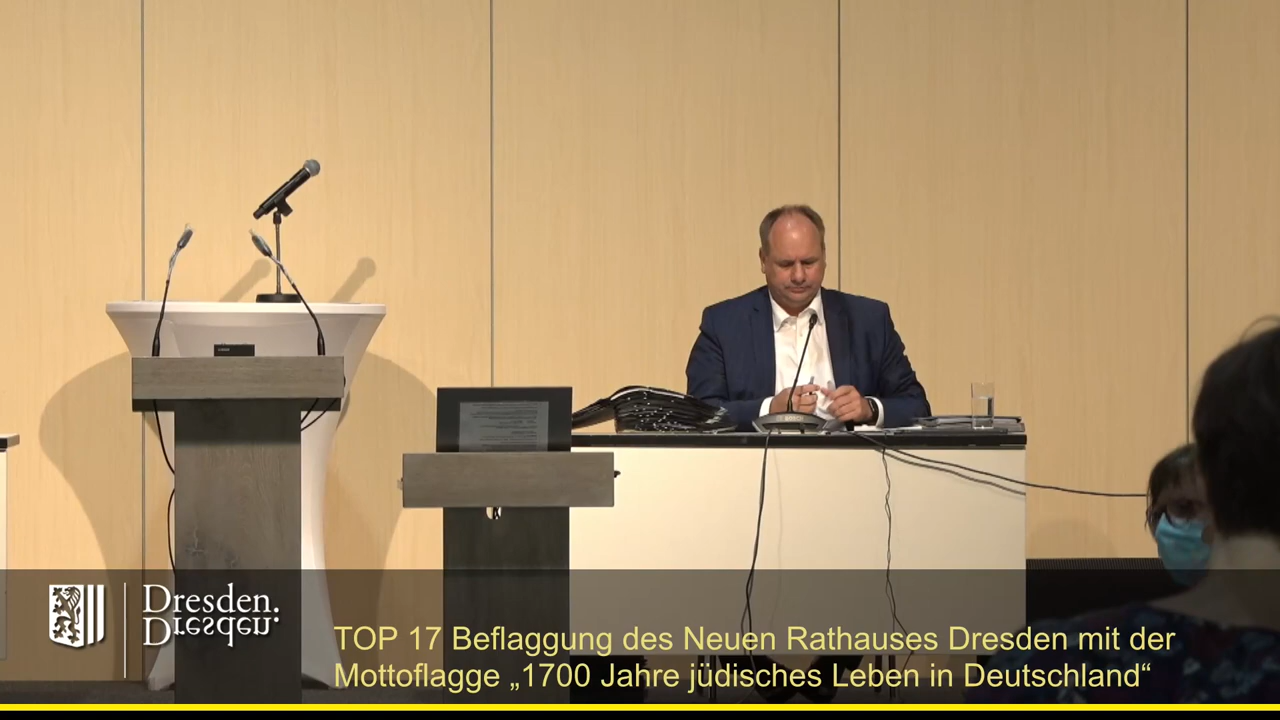 Dresden.
Dresden.
TOP 17 Beflaggung des Neuen Rathauses Dresden mit der
Mottoflagge „1700 Jahre jüdisches Leben in Deutschland“